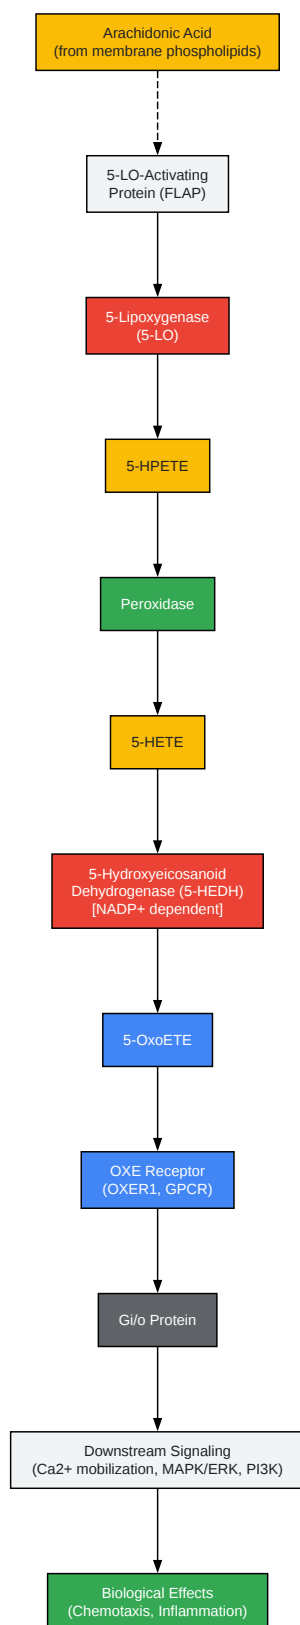 Arachidonic Acid
(from membrane phospholipids)
5-LO-Activating
Protein (FLAP)
5-Lipoxygenase
(5-LO)
5-HPETE
Peroxidase
5-HETE
5-Hydroxyeicosanoid
Dehydrogenase (5-HEDH)
[NADP+ dependent]
5-OxoETE
OXE Receptor
(OXER1, GPCR)
Gi/o Protein
Downstream Signaling
(Ca2+ mobilization, MAPK/ERK, PI3K)
Biological Effects
(Chemotaxis, Inflammation)